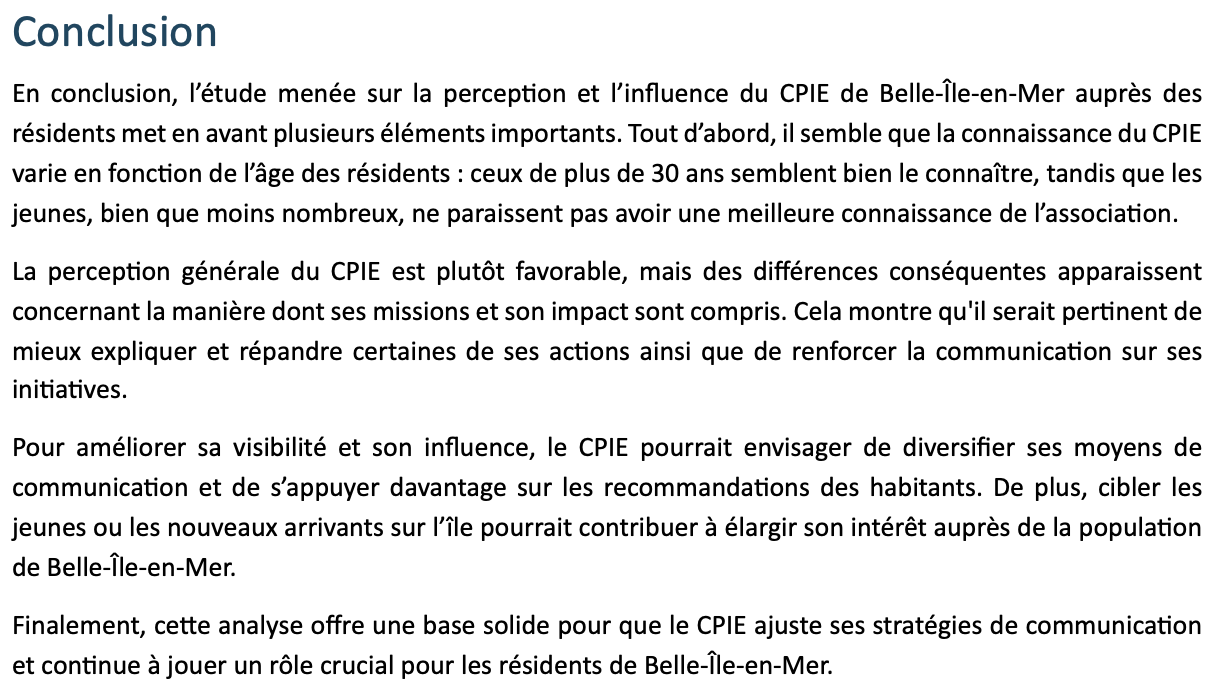 Conclusion
En conclusion, l’étude menée sur la perception et l’influence du CPIE de Belle-Île-en-Mer auprès des
résidents met en avant plusieurs éléments importants. Tout d’abord, il semble que la connaissance du CPIE
varie en fonction de l’âge des résidents : ceux de plus de 30 ans semblent bien le connaître, tandis que les
jeunes, bien que moins nombreux, ne paraissent pas avoir une meilleure connaissance de l’association.
La perception générale du CPIE est plutôt favorable, mais des différences conséquentes apparaissent
concernant la manière dont ses missions et son impact sont compris. Cela montre qu'il serait pertinent de
mieux expliquer et répandre certaines de ses actions ainsi que de renforcer la communication sur ses
initiatives.
Pour améliorer sa visibilité et son influence, le CPIE pourrait envisager de diversifier ses moyens de
communication et de s’appuyer davantage sur les recommandations des habitants. De plus, cibler les
jeunes ou les nouveaux arrivants sur l’île pourrait contribuer à élargir son intérêt auprès de la population
de Belle-Île-en-Mer.
Finalement, cette analyse offre une base solide pour que le CPIE ajuste ses stratégies de communication
et continue à jouer un rôle crucial pour les résidents de Belle-Île-en-Mer.